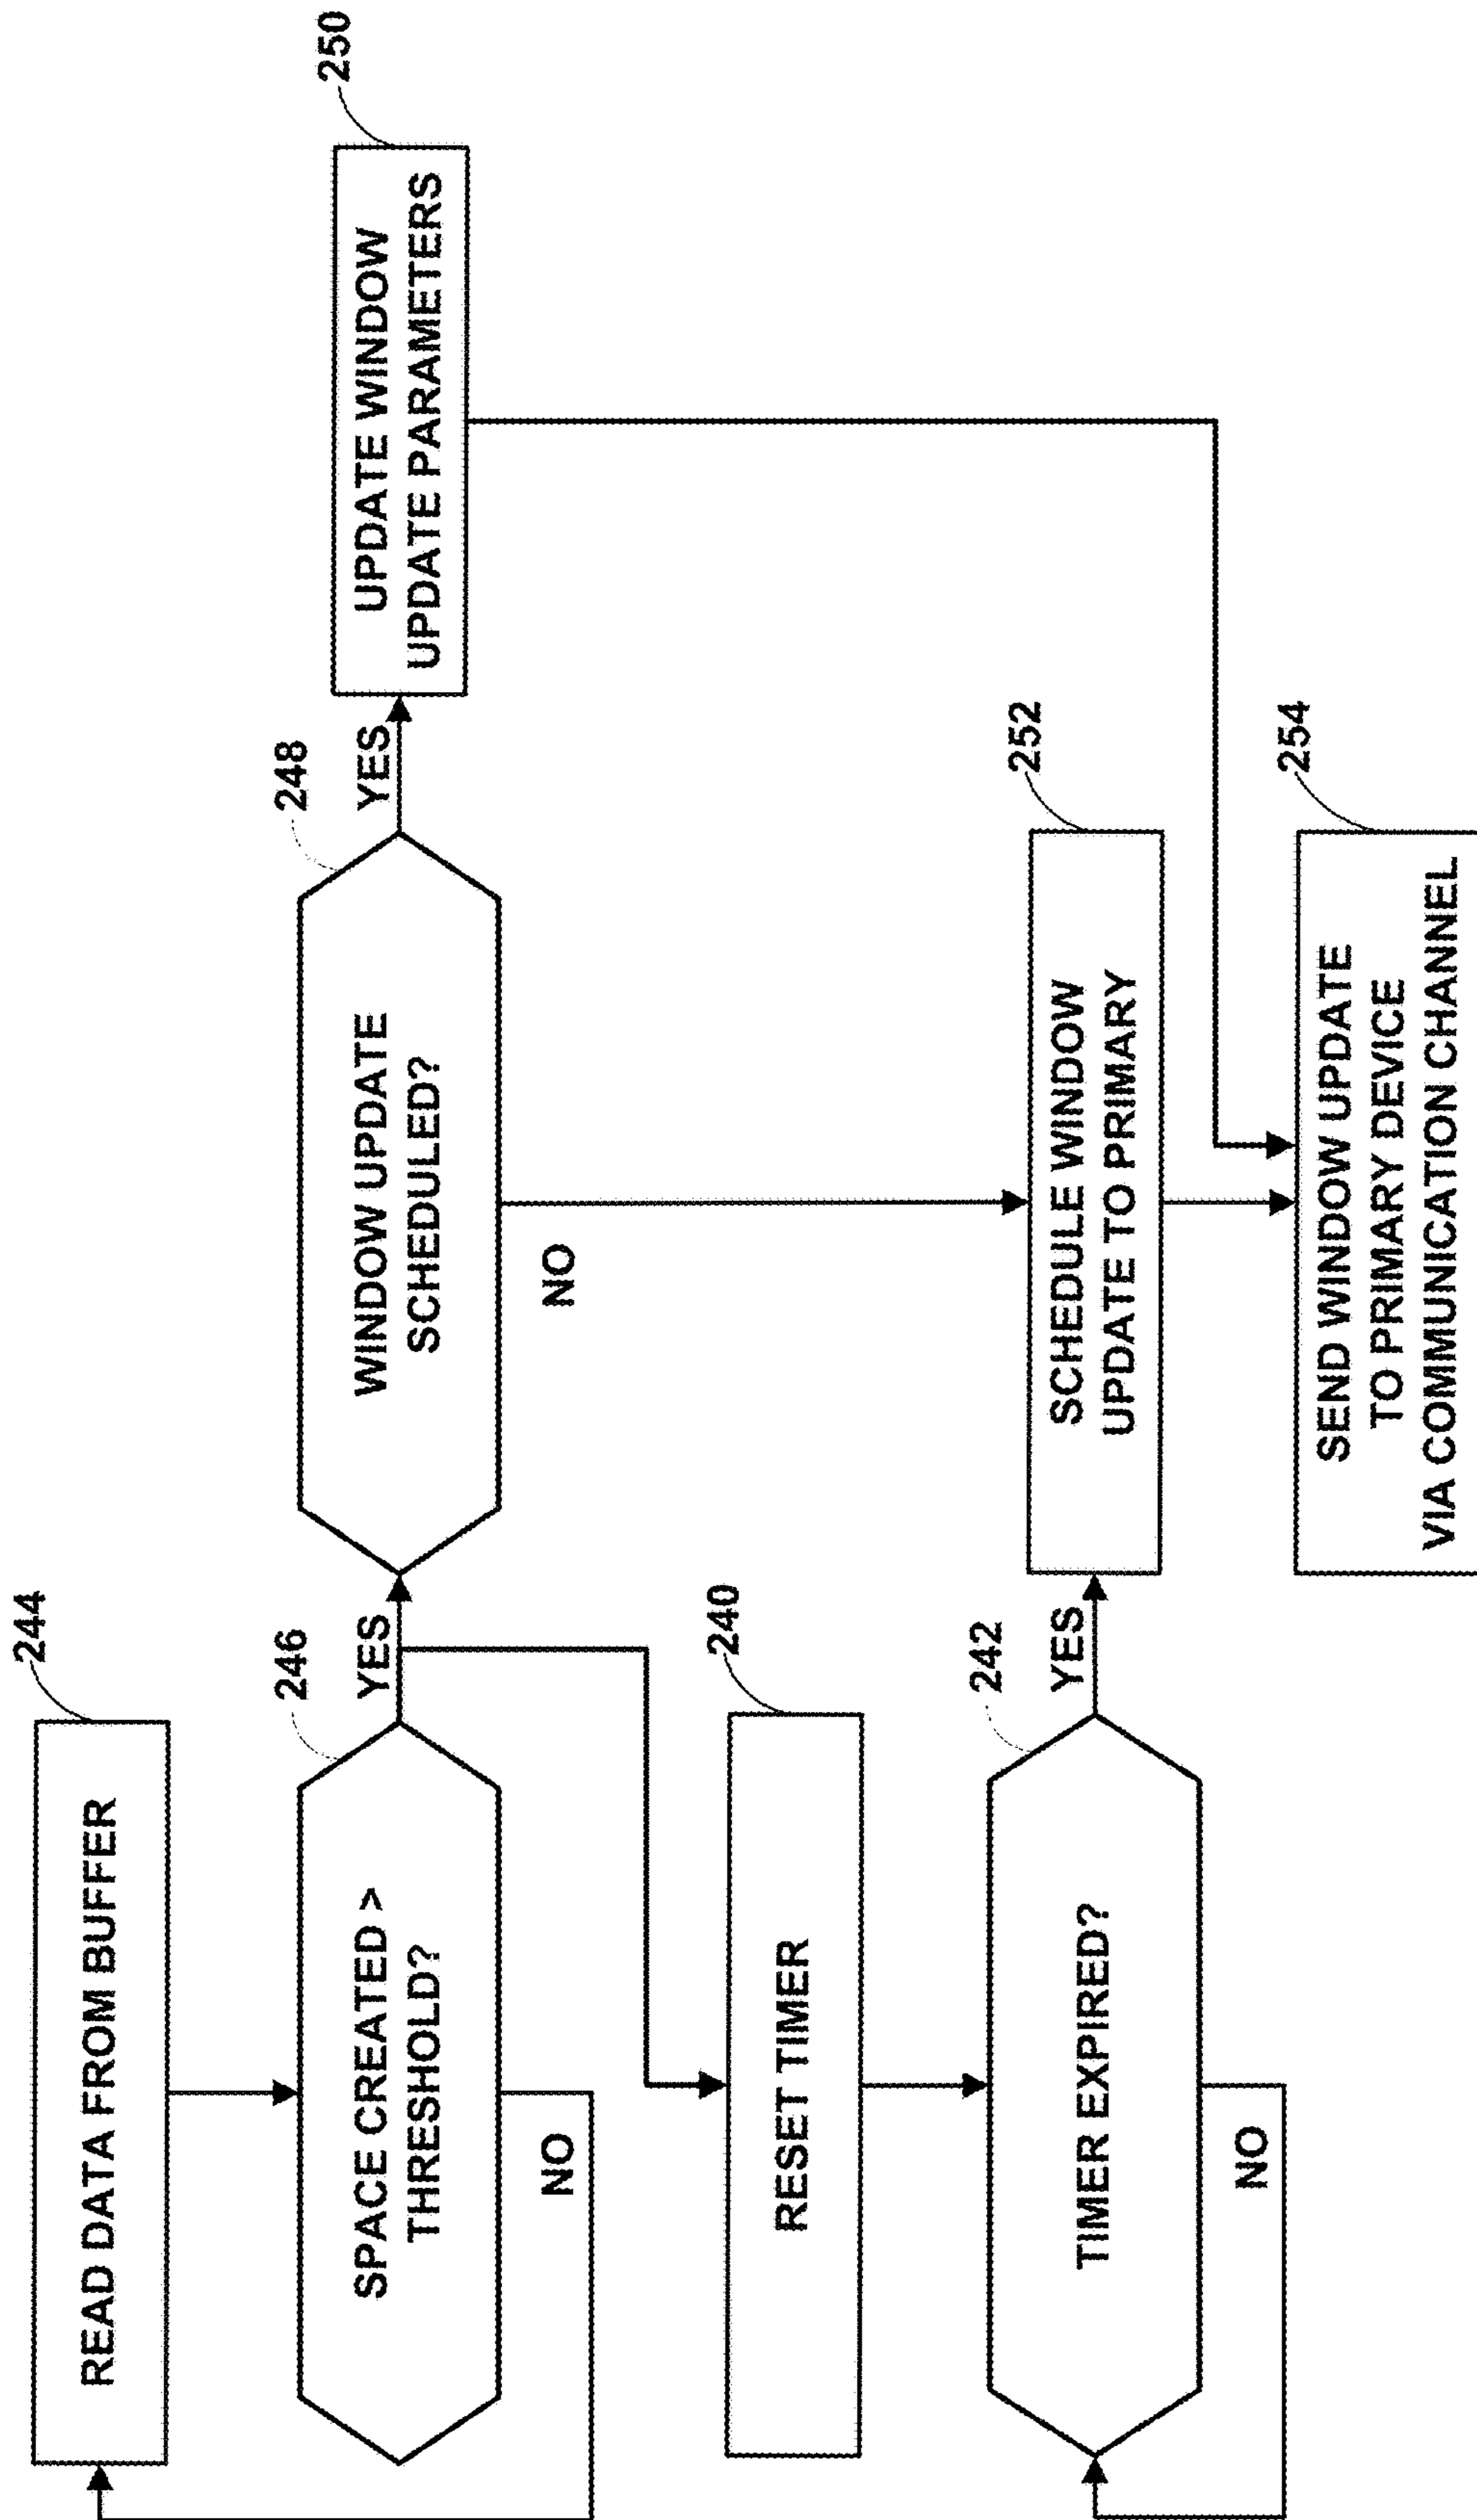 244
READ DATA FROM BUFFER
246
SPACE CREATED >
THRESHOLD?
YES
NO
248
WINDOW UPDATE
SCHEDULED?
YES
NO
250
UPDATE WINDOW
UPDATE PARAMETERS
240
RESET TIMER
242
TIMER EXPIRED?
YES
NO
252
SCHEDULE WINDOW
UPDATE TO PRIMARY
254
SEND WINDOW UPDATE
TO PRIMARY DEVICE
VIA COMMUNICATION CHANNEL